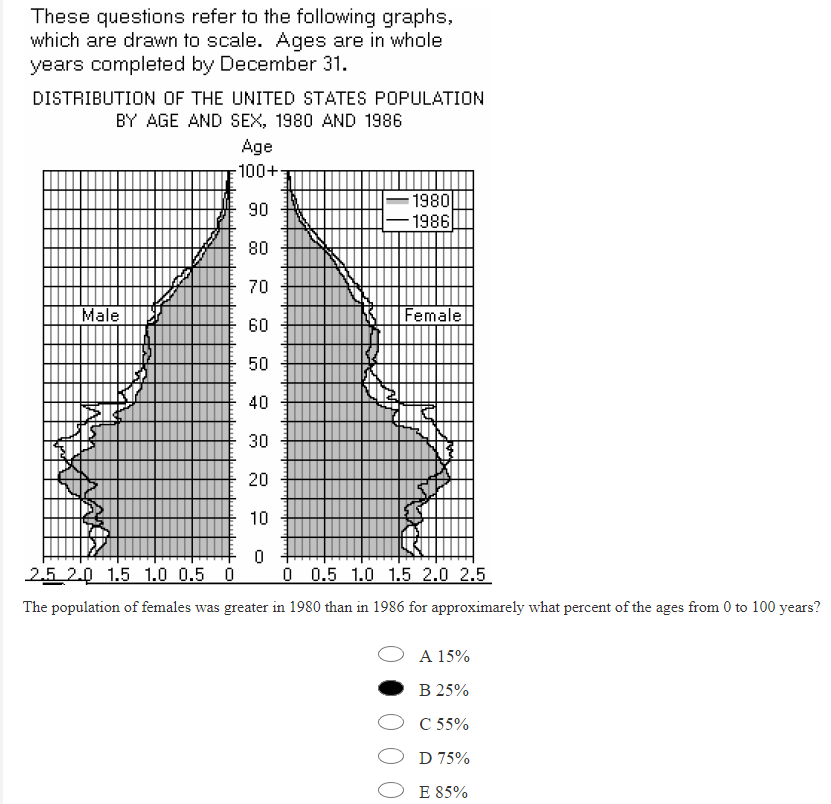 These questions refer to the following graphs,
which are drawn to scale. Ages are in whole
years completed by December 31.
DISTRIBUTION OF THE UNITED STATES POPULATION
BY AGE AND SEX, 1980 AND 1986
Age
100+
90
80
70
60
50
40
30
20
10
0
1980
1986
Male
Female
2.5 2.0 1.5 1.0 0.5 0
0 0.5 1.0 1.5 2.0 2.5
The population of females was greater in 1980 than in 1986 for approximarely what percent of the ages from 0 to 100 years?
A 15%
B 25%
C 55%
D 75%
E 85%